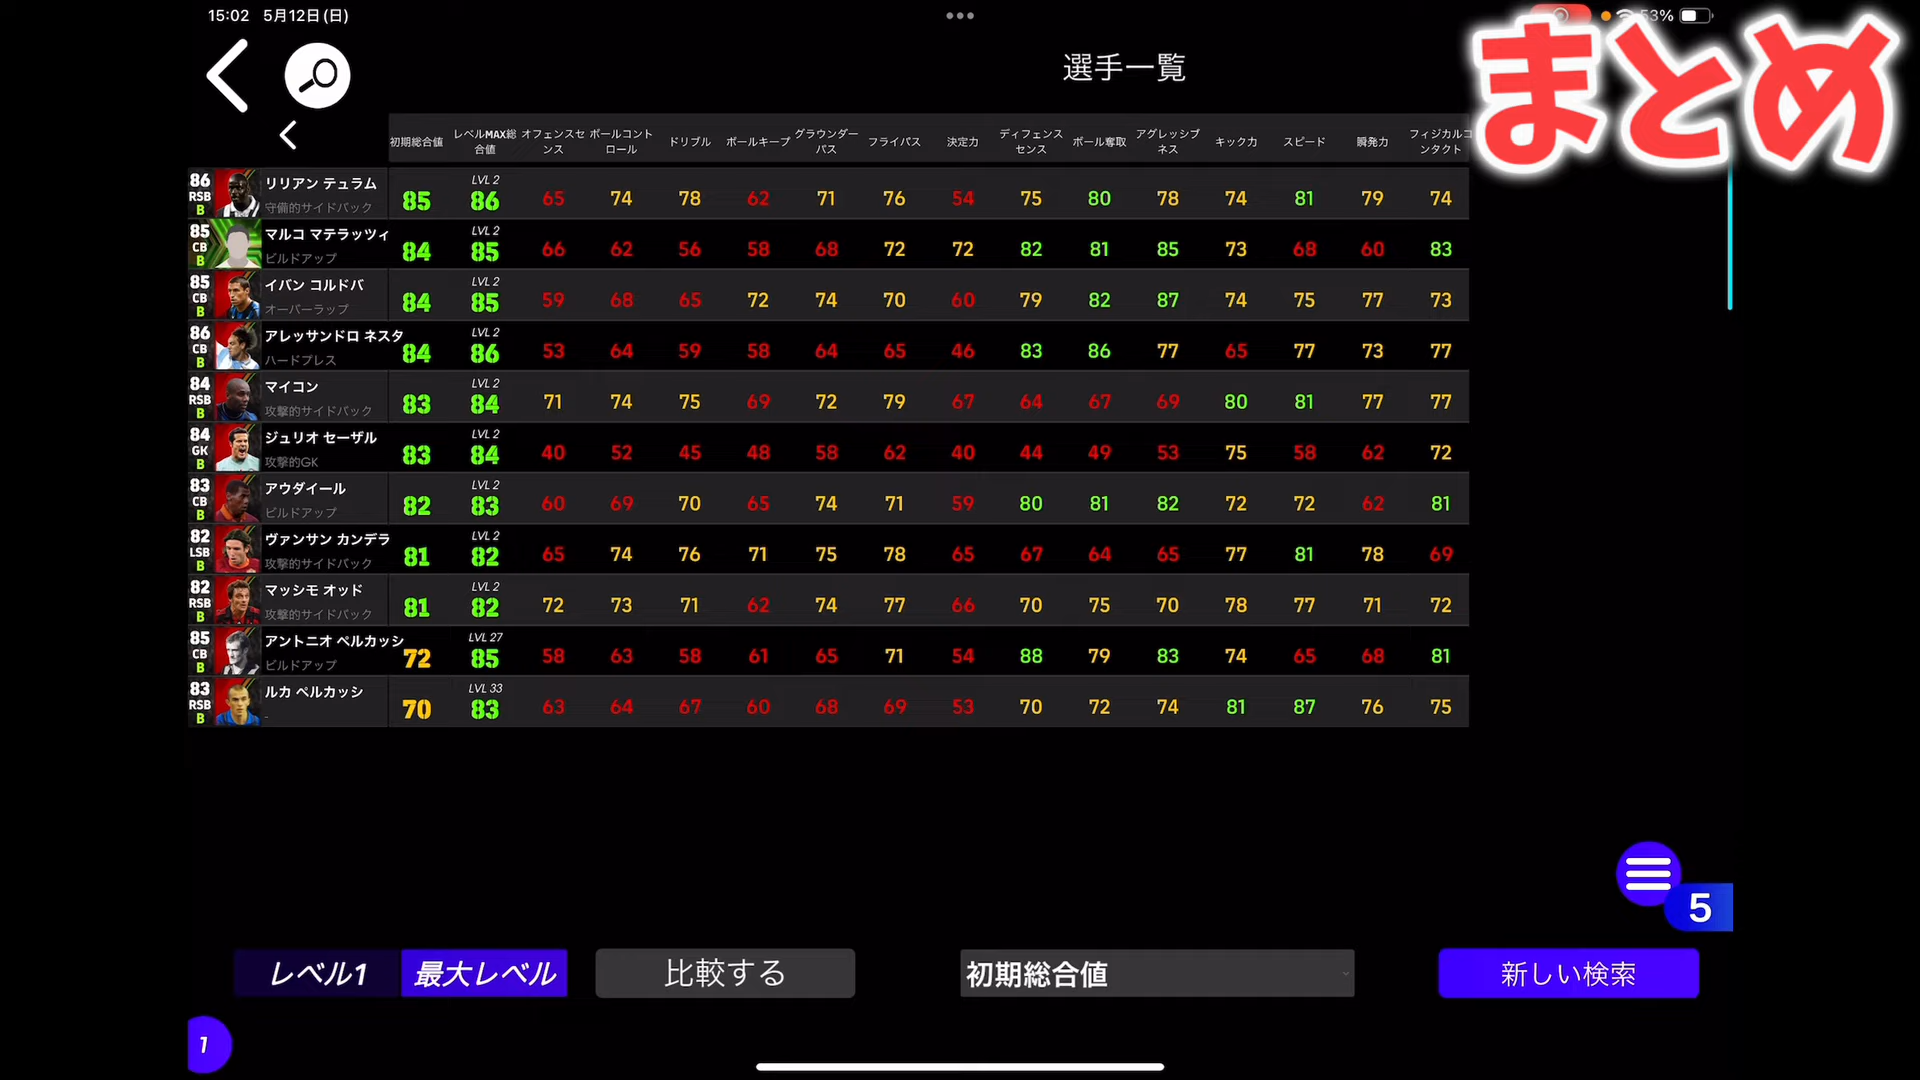 15:02 5月12日(日)
53%
まとめ
選手一覧
初期総合値 レベルMAX総合値 オフェンスセンス ボールコントロール ドリブル ボールキープ グラウンダーパス フライパス 決定力 ディフェンスセンス ボール奪取 アグレッシブネス キック力 スピード 瞬発力 フィジカルコンタクト
86 RSB B リリアン テュラム 守備的サイドバック 85 LVL 2 86 65 74 78 62 71 76 54 75 80 78 74 81 79 74
85 CB B マルコ マテラッツィ ビルドアップ 84 LVL 2 85 66 62 56 58 68 72 72 82 81 85 73 68 60 83
85 CB B イバン コルドバ オーバーラップ 84 LVL 2 85 59 68 65 72 74 70 60 79 82 87 74 75 77 73
86 CB B アレッサンドロ ネスタ ハードプレス 84 LVL 2 86 53 64 59 58 64 65 46 83 86 77 65 77 73 77
84 RSB B マイコン 攻撃的サイドバック 83 LVL 2 84 71 74 75 69 72 79 67 64 67 69 80 81 77 77
84 GK B ジュリオ セーザル 攻撃的GK 83 LVL 2 84 40 52 45 48 58 62 40 44 49 53 75 58 62 72
83 CB B アウダイール ビルドアップ 82 LVL 2 83 60 69 70 65 74 71 59 80 81 82 72 72 62 81
82 LSB B ヴァンサン カンデラ 攻撃的サイドバック 81 LVL 2 82 65 74 76 71 75 78 65 67 64 65 77 81 78 69
82 RSB B マッシモ オッド 攻撃的サイドバック 81 LVL 2 82 72 73 71 62 74 77 66 70 75 70 78 77 71 72
85 CB B アントニオ ペルカッシ ビルドアップ 72 LVL 27 85 58 63 58 61 65 71 54 88 79 83 74 65 68 81
83 RSB B ルカ ペルカッシ - 70 LVL 33 83 63 64 67 60 68 69 53 70 72 74 81 87 76 75
5
レベル1 最大レベル 比較する 初期総合値 新しい検索
1